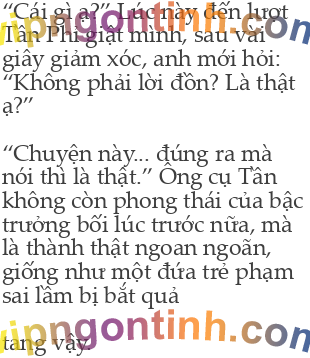 “Cái gì ạ?” Lúc này đến lượt
Tần Phi giật mình, sau vài
giây giảm xóc, anh mới hỏi:
“Không phải lời đồn? Là thật
ạ?”
“Chuyện này... đúng ra mà
nói thì là thật.” Ông cụ Tần
không còn phong thái của bậc
trưởng bối lúc trước nữa, mà
là thành thật ngoan ngoãn,
giống như một đứa trẻ phạm
sai lầm bị bắt quả
tang vậy.
vipngontinh.com
vipngontinh.com